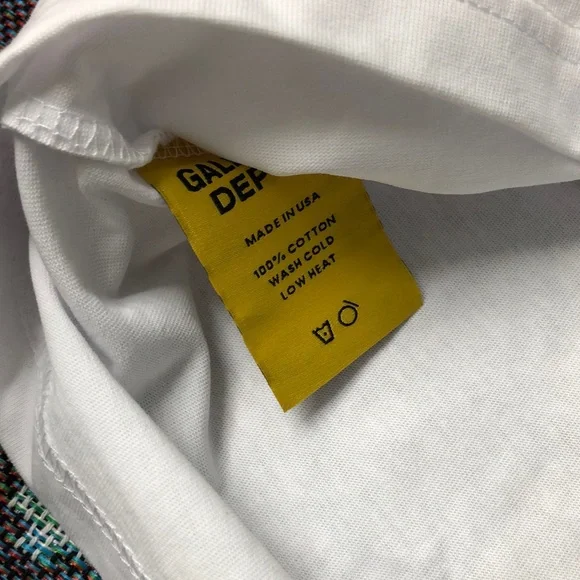 GAL
DEP
MADE IN USA
100% COTTON
WASH COLD
LOW HEAT